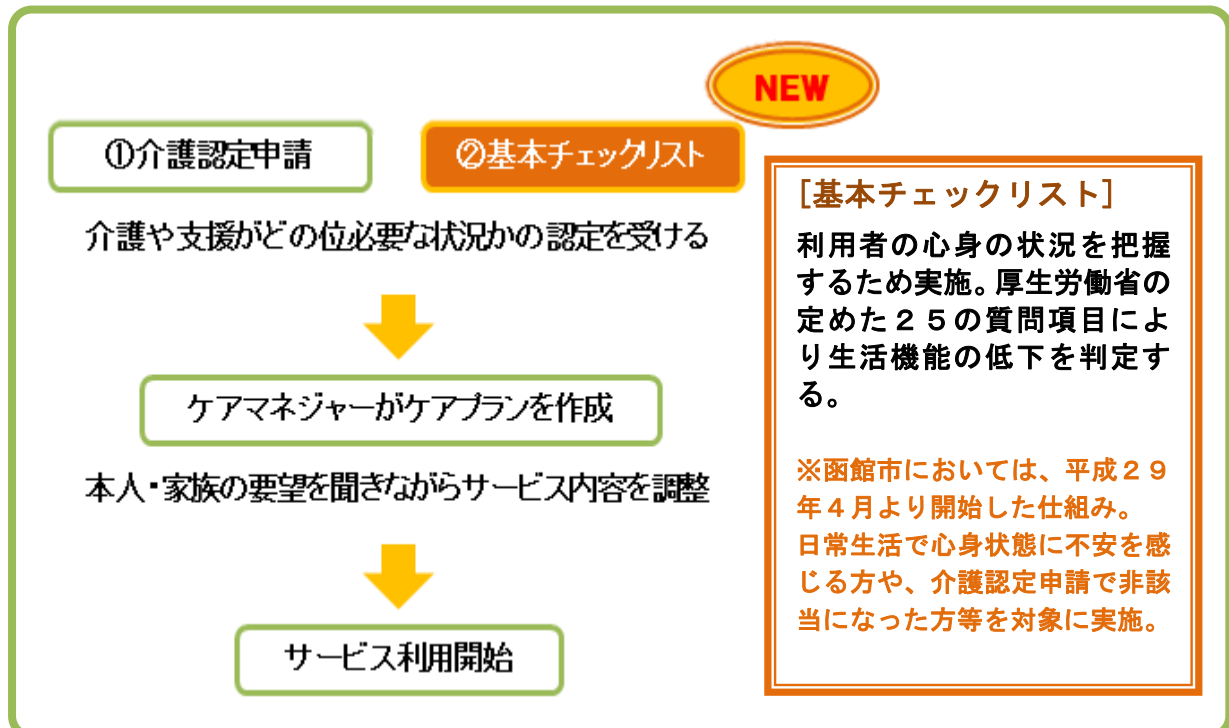 NEW
①介護認定申請
②基本チェックリスト
介護や支援がどの位必要な状況かの認定を受ける
ケアマネジャーがケアプランを作成
本人・家族の要望を聞きながらサービス内容を調整
サービス利用開始
[基本チェックリスト]
利用者の心身の状況を把握
するため実施。厚生労働省の
定めた２５の質問項目によ
り生活機能の低下を判定す
る。
※函館市においては、平成２９
年４月より開始した仕組み。
日常生活で心身状態に不安を感
じる方や、介護認定申請で非該
当になった方等を対象に実施。